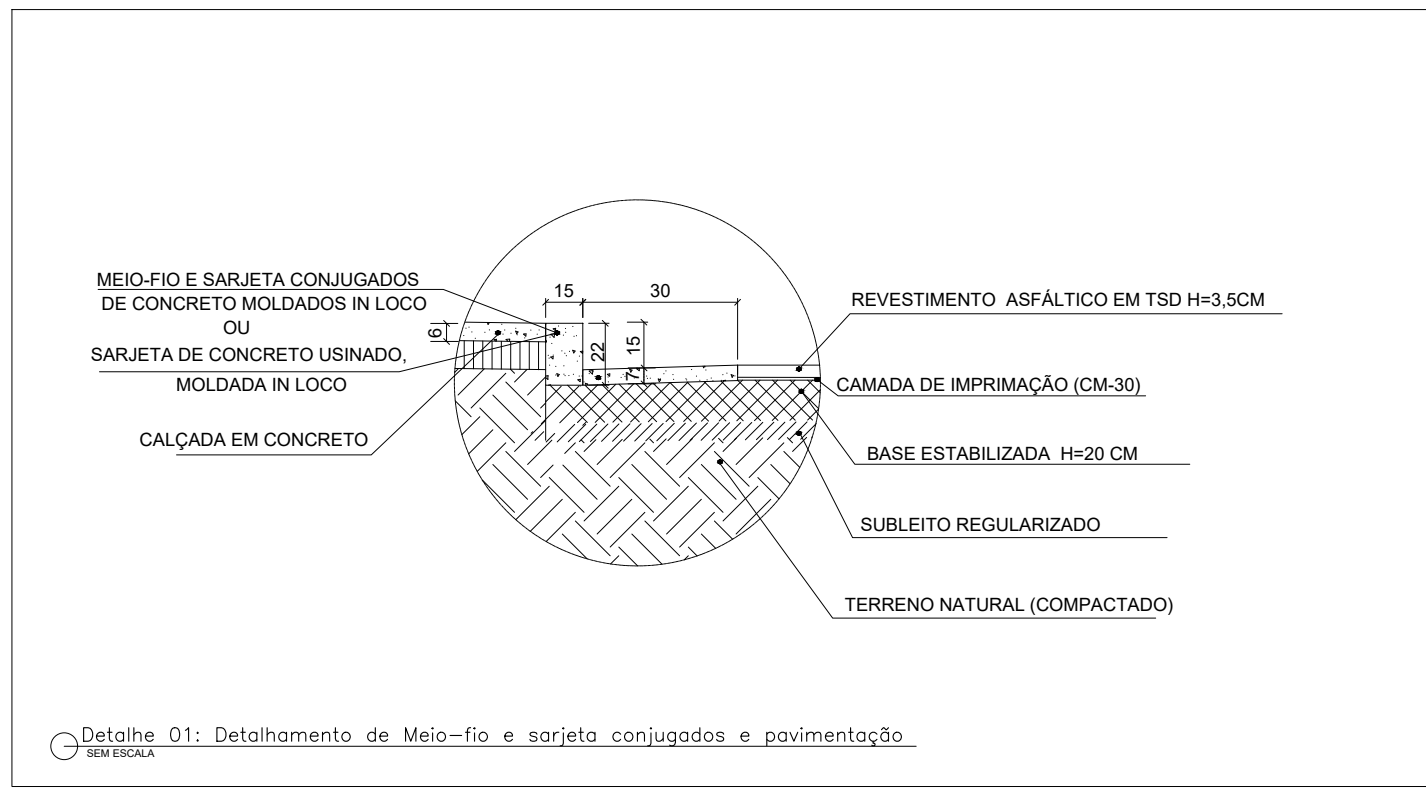 MEIO-FIO E SARJETA CONJUGADOS
DE CONCRETO MOLDADOS IN LOCO
OU
SARJETA DE CONCRETO USINADO,
MOLDADA IN LOCO
CALÇADA EM CONCRETO
15
30
6
22
15
7
REVESTIMENTO ASFÁLTICO EM TSD H=3,5CM
CAMADA DE IMPRIMAÇÃO (CM-30)
BASE ESTABILIZADA H=20 CM
SUBLEITO REGULARIZADO
TERRENO NATURAL (COMPACTADO)
Detalhe 01: Detalhamento de Meio-fio e sarjeta conjugados e pavimentação
SEM ESCALA